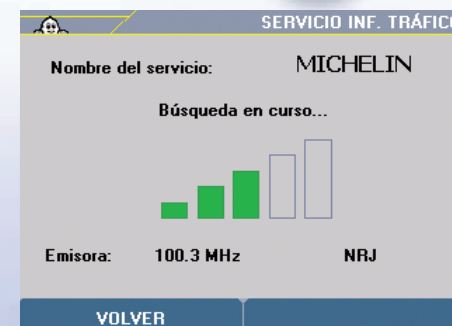 SERVICIO INF. TRÁFICO
Nombre del servicio: MICHELIN
Búsqueda en curso...
Emisora: 100.3 MHz NRJ
VOLVER